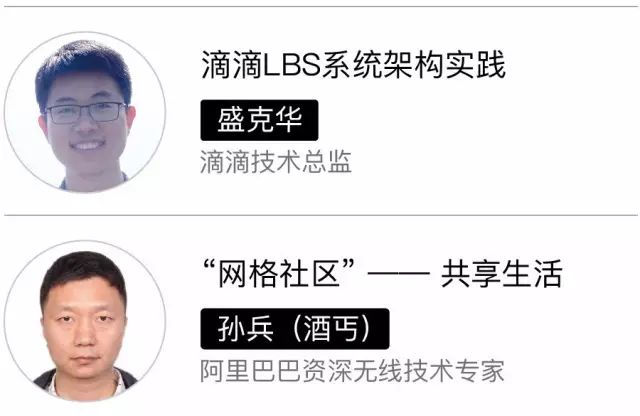 滴滴LBS系统架构实践
盛克华
滴滴技术总监
“网格社区” —— 共享生活
孙兵（酒丐）
阿里巴巴资深无线技术专家